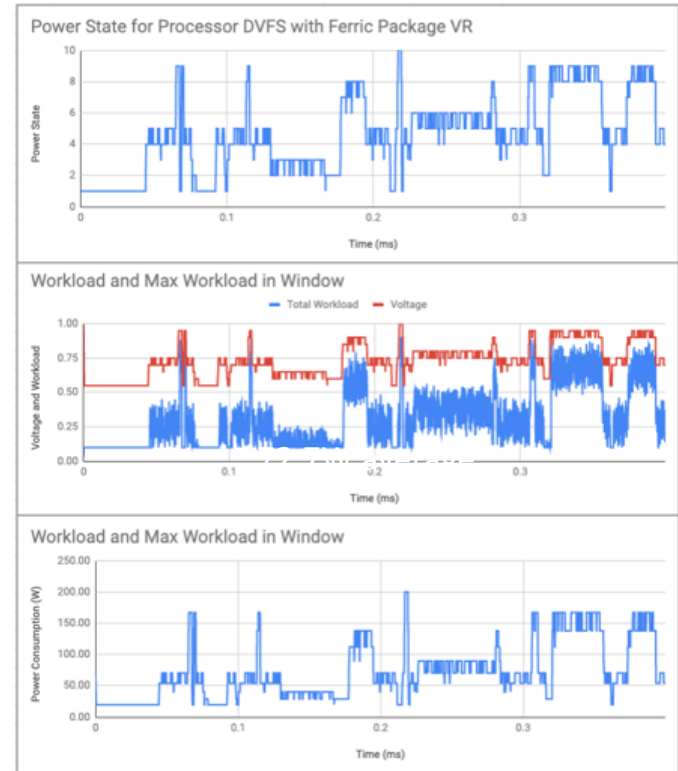 Power State for Processor DVFS with Ferric Package VR
10
8
6
4
2
0
Power State
0
0.1
0.2
0.3
Time (ms)
Workload and Max Workload in Window
Total Workload
Voltage
1.00
0.75
0.50
0.25
0.00
Voltage and Workload
0
0.1
0.2
0.3
Time (ms)
Workload and Max Workload in Window
250.00
200.00
150.00
100.00
50.00
0.00
Power Consumption (W)
0
0.1
0.2
0.3
Time (ms)